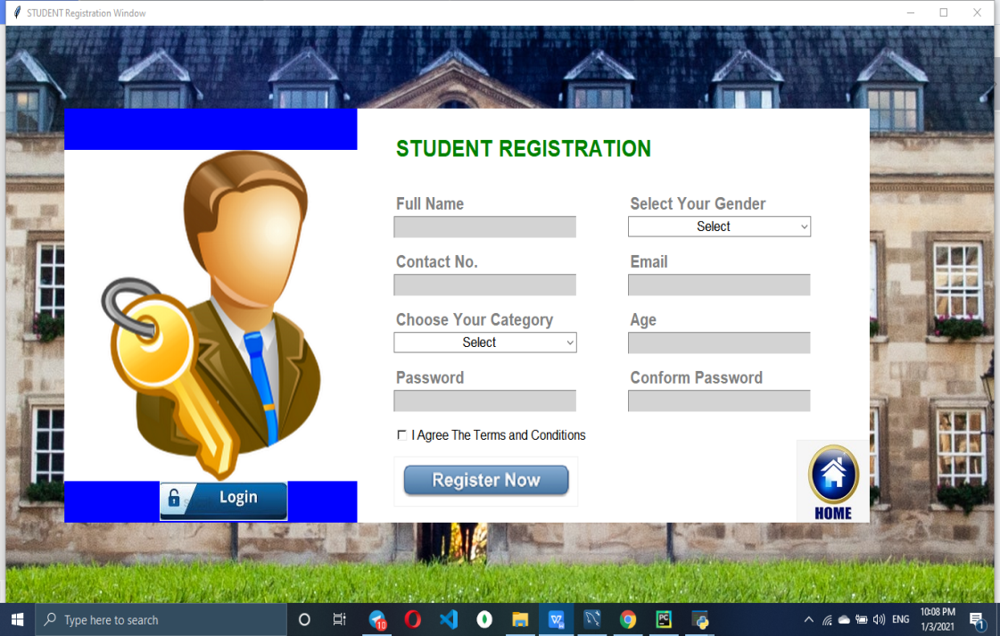 STUDENT Registration Window
STUDENT REGISTRATION
Full Name
Select Your Gender
Select
Contact No.
Email
Choose Your Category
Age
Select
Password
Conform Password
I Agree The Terms and Conditions
Register Now
Login
HOME
Type here to search
10
PC
ENG
10:08 PM
1/3/2021
1